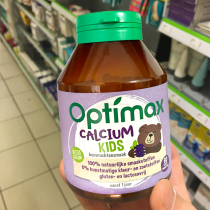 Optimax
CALCIUM
KIDS
bosvruchtensmaak
100% natuurlijke smaakstoffen
0% kunstmatige kleur- en zoetstoffen
gluten- en lactosevrij
vanaf 1 jaar